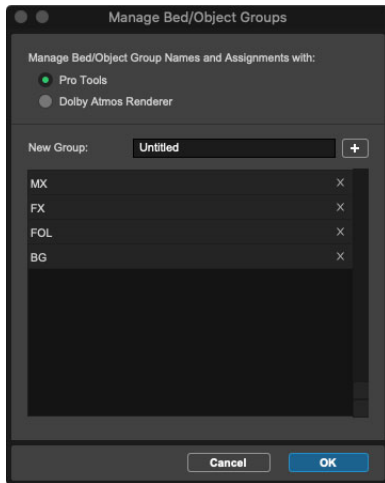 Manage Bed/Object Groups
Manage Bed/Object Group Names and Assignments with:
Pro Tools
Dolby Atmos Renderer
New Group: Untitled +
MX X
FX X
FOL X
BG X
Cancel OK